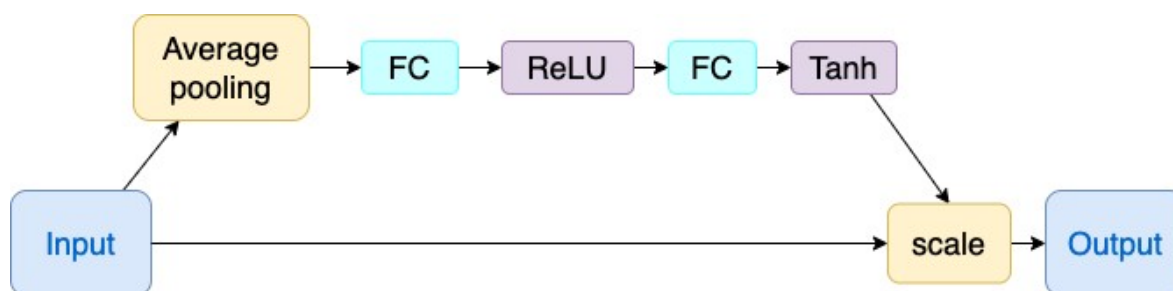 Average
pooling
FC
ReLU
FC
Tanh
Input
scale
Output